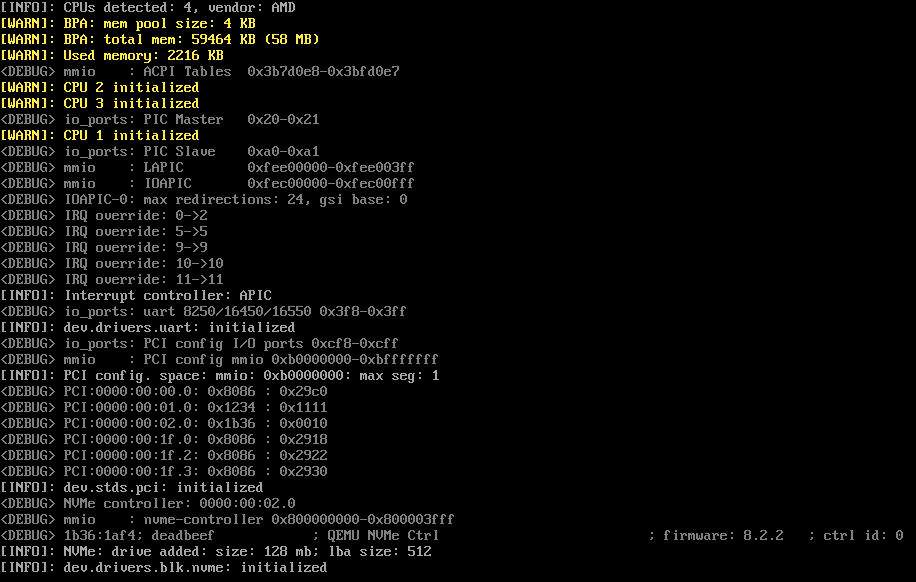 [INFO]: CPUs detected: 4, vendor: AMD
[WARN]: BPA: mem pool size: 4 KB
[WARN]: BPA: total mem: 59464 KB (58 MB)
[WARN]: Used memory: 2216 KB
<DEBUG> mmio    : ACPI Tables  0x3b7d0e8-0x3bfd0e7
[WARN]: CPU 2 initialized
[WARN]: CPU 3 initialized
<DEBUG> io_ports: PIC Master   0x20-0x21
[WARN]: CPU 1 initialized
<DEBUG> io_ports: PIC Slave    0xa0-0xa1
<DEBUG> mmio    : LAPIC        0xfee00000-0xfee003ff
<DEBUG> mmio    : IOAPIC       0xfec00000-0xfec00fff
<DEBUG> IOAPIC-0: max redirections: 24, gsi base: 0
<DEBUG> IRQ override: 0->2
<DEBUG> IRQ override: 5->5
<DEBUG> IRQ override: 9->9
<DEBUG> IRQ override: 10->10
<DEBUG> IRQ override: 11->11
[INFO]: Interrupt controller: APIC
<DEBUG> io_ports: uart 8250/16450/16550 0x3f8-0x3ff
[INFO]: dev.drivers.uart: initialized
<DEBUG> io_ports: PCI config I/O ports 0xcf8-0xcff
<DEBUG> mmio    : PCI config mmio 0xb0000000-0xbfffffff
[INFO]: PCI config. space: mmio: 0xb0000000: max seg: 1
<DEBUG> PCI:0000:00:00.0: 0x8086 : 0x29c0
<DEBUG> PCI:0000:00:01.0: 0x1234 : 0x1111
<DEBUG> PCI:0000:00:02.0: 0x1b36 : 0x0010
<DEBUG> PCI:0000:00:1f.0: 0x8086 : 0x2918
<DEBUG> PCI:0000:00:1f.2: 0x8086 : 0x2922
<DEBUG> PCI:0000:00:1f.3: 0x8086 : 0x2930
[INFO]: dev.stds.pci: initialized
<DEBUG> NVMe controller: 0000:00:02.0
<DEBUG> mmio    : nvme-controller 0x800000000-0x800003fff
<DEBUG> 1b36:1af4; deadbeef            ; QEMU NVMe Ctrl                          ; firmware: 8.2.2   ; ctrl id: 0
[INFO]: NVMe: drive added: size: 128 mb; lba size: 512
[INFO]: dev.drivers.blk.nvme: initialized